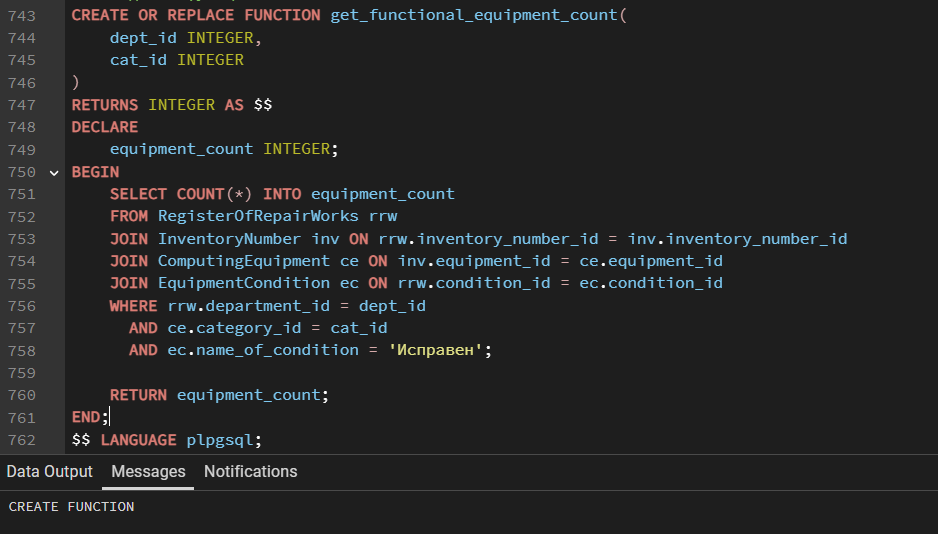 743 CREATE OR REPLACE FUNCTION get_functional_equipment_count(
744     dept_id INTEGER,
745     cat_id INTEGER
746 )
747 RETURNS INTEGER AS $$
748 DECLARE
749     equipment_count INTEGER;
750 BEGIN
751     SELECT COUNT(*) INTO equipment_count
752     FROM RegisterOfRepairWorks rrw
753     JOIN InventoryNumber inv ON rrw.inventory_number_id = inv.inventory_number_id
754     JOIN ComputingEquipment ce ON inv.equipment_id = ce.equipment_id
755     JOIN EquipmentCondition ec ON rrw.condition_id = ec.condition_id
756     WHERE rrw.department_id = dept_id
757       AND ce.category_id = cat_id
758       AND ec.name_of_condition = 'Исправен';
759
760     RETURN equipment_count;
761 END;
762 $$ LANGUAGE plpgsql;
Data Output Messages Notifications
CREATE FUNCTION